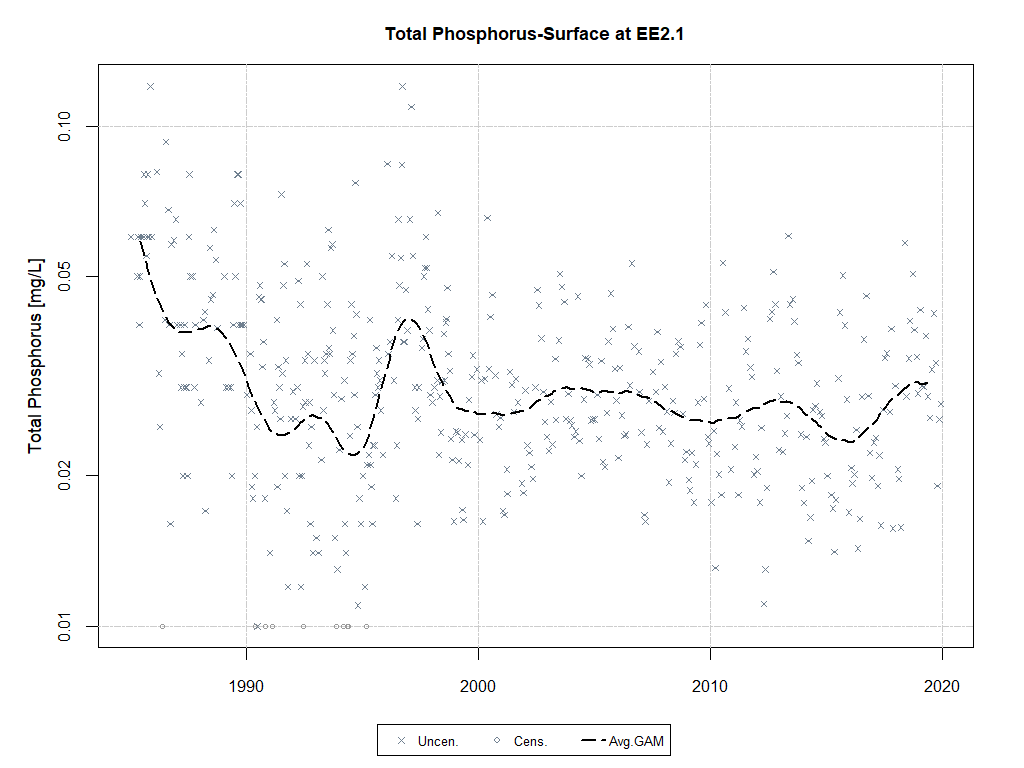 Total Phosphorus-Surface at EE2.1
Total Phosphorus [mg/L]
0.10
0.05
0.02
0.01
1990 2000 2010 2020
Uncen. Cens. Avg.GAM